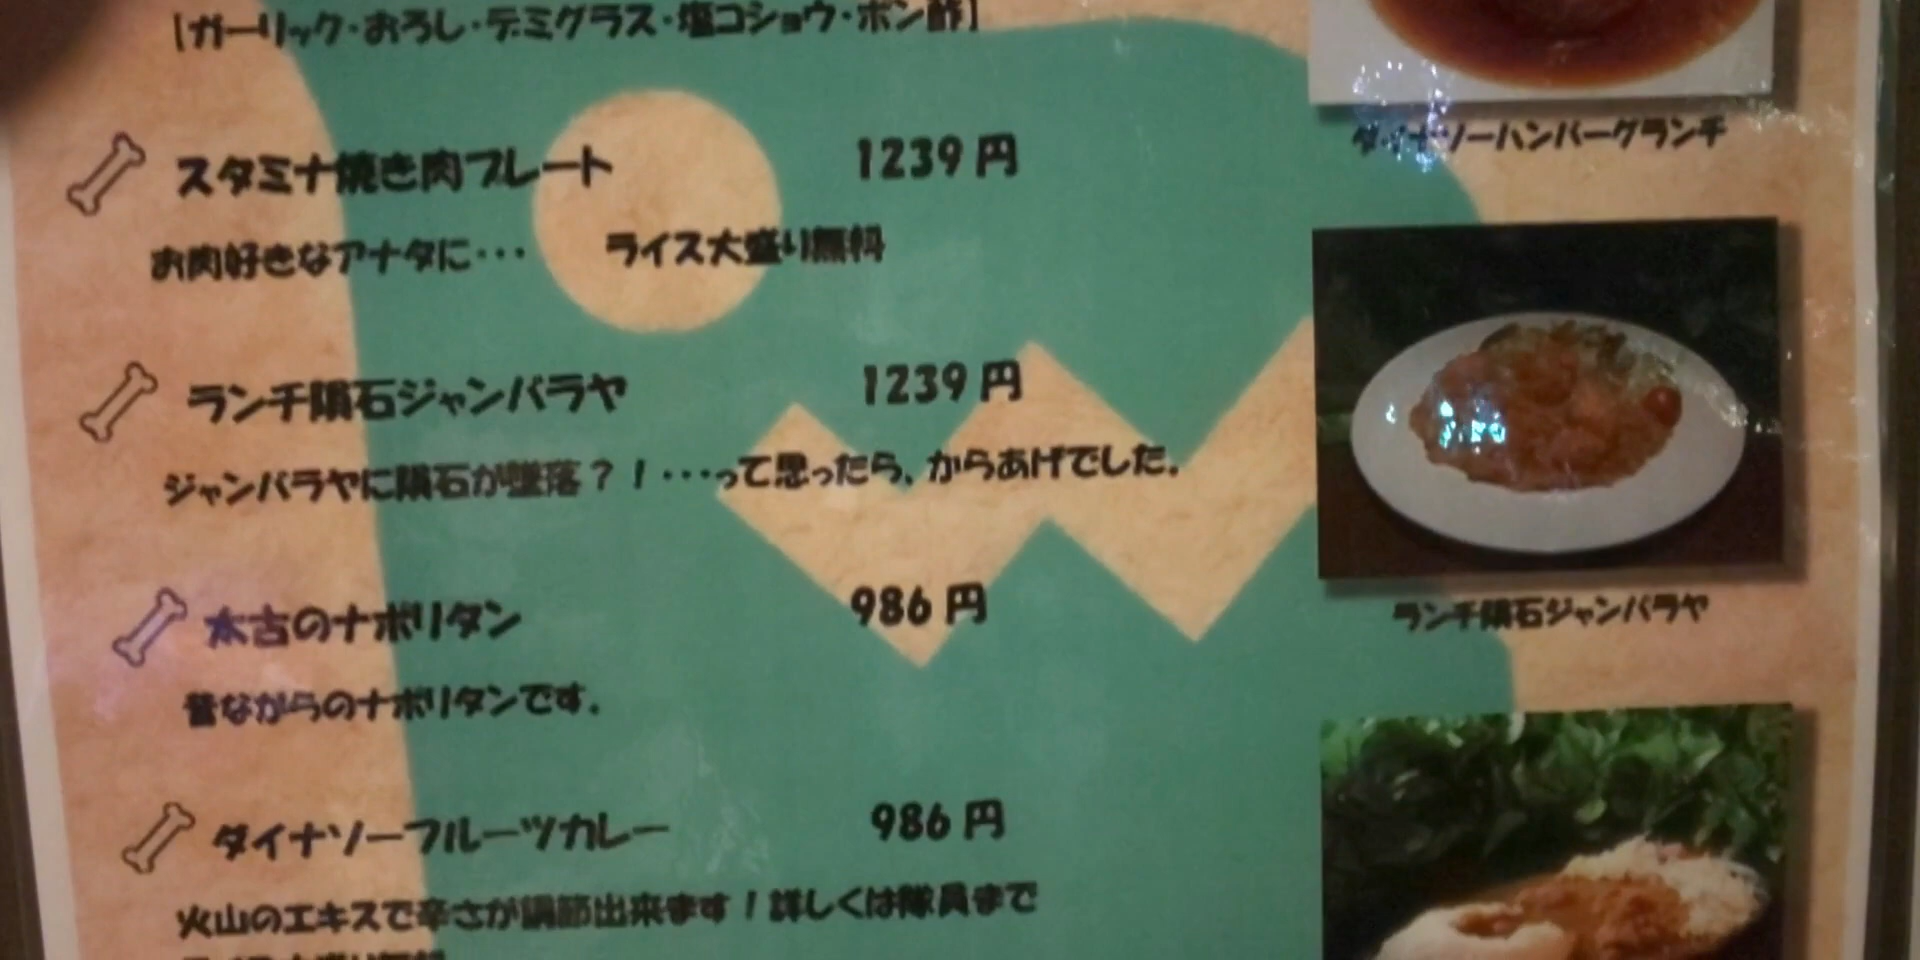 【ガーリック・おろし・デミグラス・塩コショウ・ポン酢】
スタミナ焼き肉プレート 1239円
お肉好きなアナタに・・・ ライス大盛り無料
ランチ隕石ジャンバラヤ 1239円
ジャンバラヤに隕石が墜落？！・・・って思ったら、からあげでした。
太古のナポリタン 986円
昔ながらのナポリタンです。
ダイナソーフルーツカレー 986円
火山のエキスで辛さが調節出来ます！詳しくは隊員まで
ライス大盛り無料
ダイナソーハンバーグランチ
ランチ隕石ジャンバラヤ